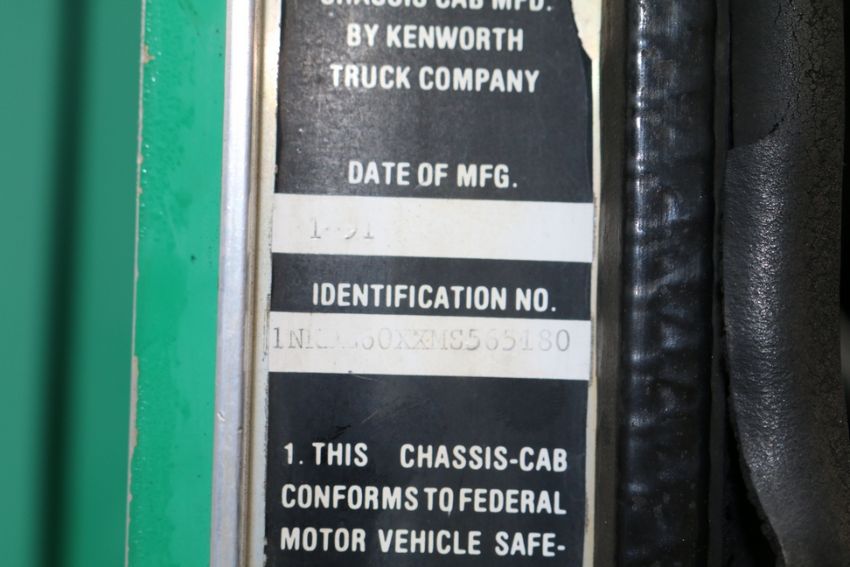 CHASSIS CAB MFD.
BY KENWORTH
TRUCK COMPANY
DATE OF MFG.
1-91
IDENTIFICATION NO.
1. THIS CHASSIS-CAB
CONFORMS TO FEDERAL
MOTOR VEHICLE SAFE-